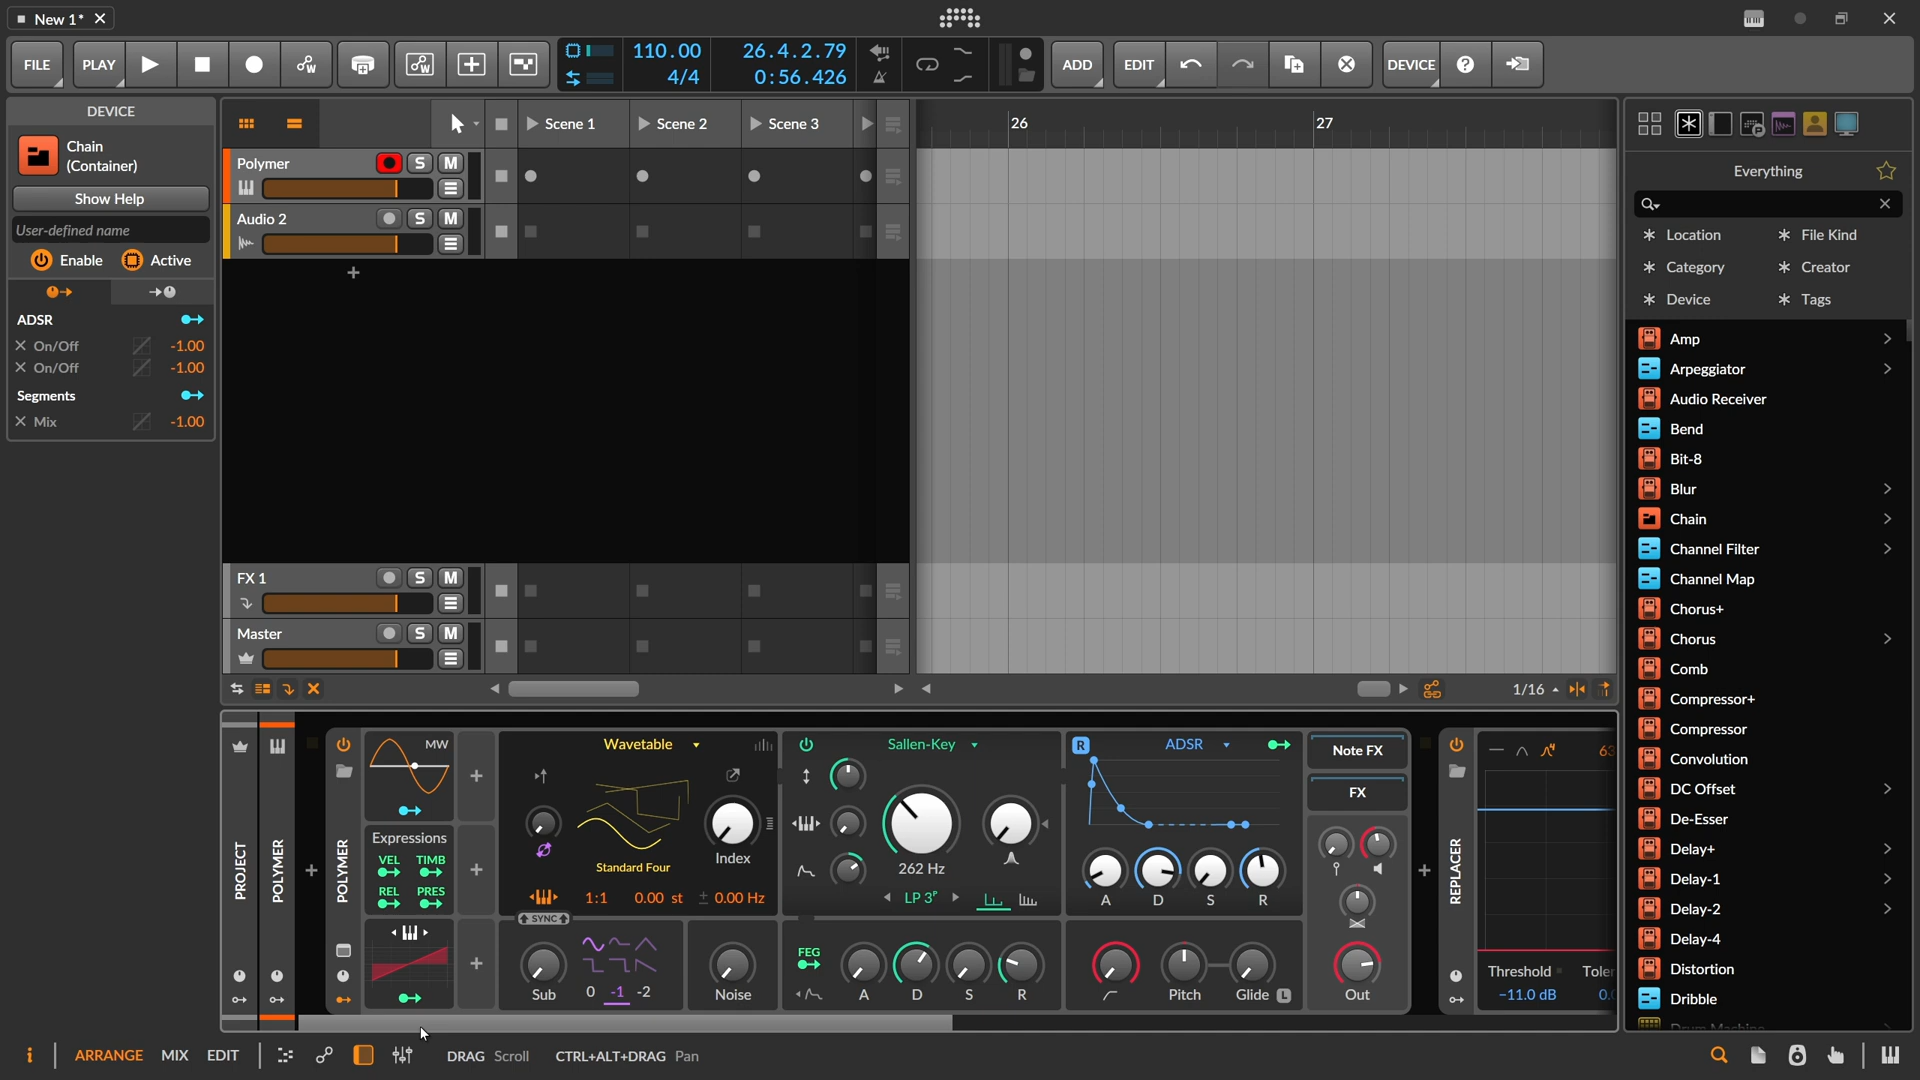 New 1*
FILE PLAY 110.00 4/4 26.4.2.79 0:56.426 ADD EDIT DEVICE
DEVICE
Chain
(Container)
Show Help
User-defined name
Enable Active
ADSR
On/Off -1.00
On/Off -1.00
Segments
Mix -1.00
Scene 1 Scene 2 Scene 3
26 27
Polymer S M
Audio 2 S M
+
FX 1 S M
Master S M
1/16
Everything
Location File Kind
Category Creator
Device Tags
Amp
Arpeggiator
Audio Receiver
Bend
Bit-8
Blur
Chain
Channel Filter
Channel Map
Chorus+
Chorus
Comb
Compressor+
Compressor
Convolution
DC Offset
De-Esser
Delay+
Delay-1
Delay-2
Delay-4
Distortion
Dribble
PROJECT
POLYMER
POLYMER
MW
Expressions
VEL TIMB
REL PRES
Wavetable
Index
Standard Four
1:1 0.00 st ± 0.00 Hz
SYNC
Sub 0 -1 -2
Noise
Sallen-Key
262 Hz
LP 3ᴾ
FEG
A D S R
R ADSR
A D S R
Pitch Glide L
Note FX
FX
Out
REPLACER
63
Threshold Toler
-11.0 dB 0.
i ARRANGE MIX EDIT DRAG Scroll CTRL+ALT+DRAG Pan